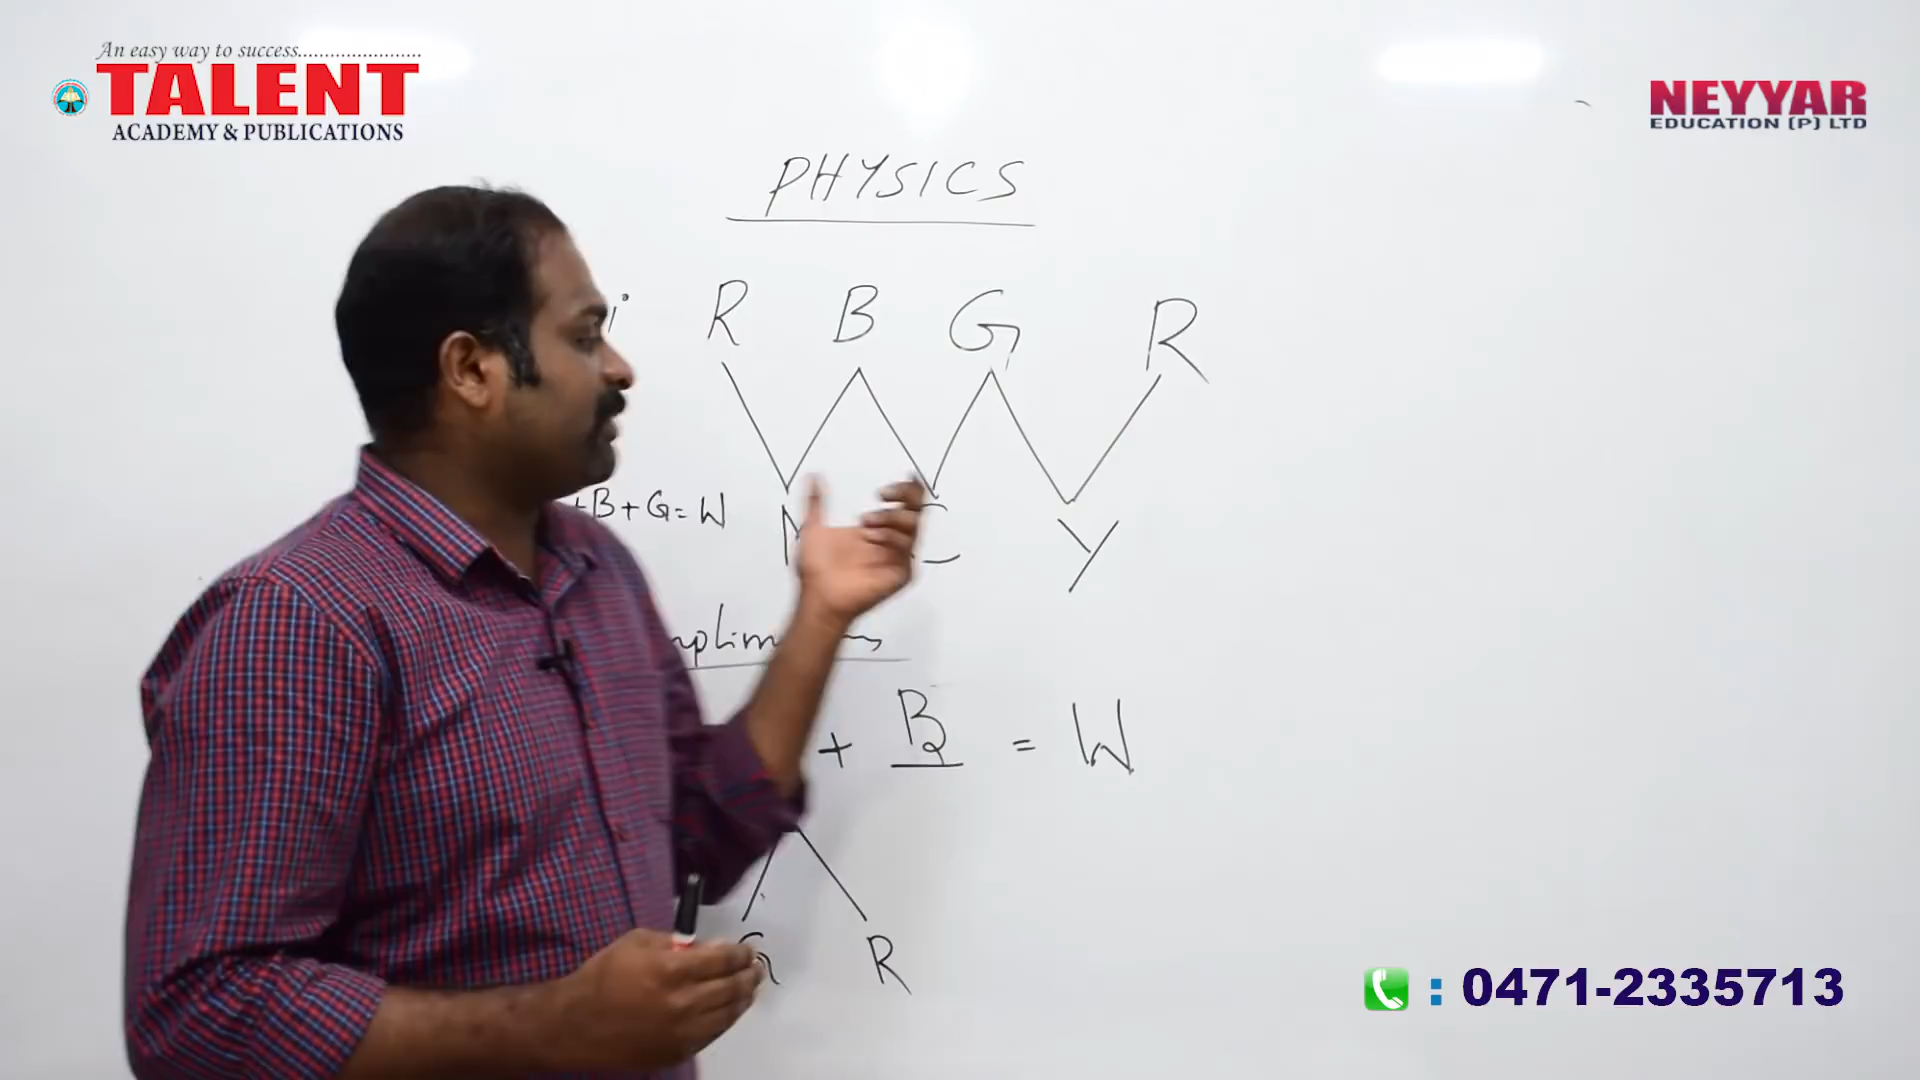 An easy way to success.......................
TALENT
ACADEMY & PUBLICATIONS
NEYYAR
EDUCATION (P) LTD
PHYSICS
R B G R
+B+G=W
C Y
+ B = W
R
: 0471-2335713